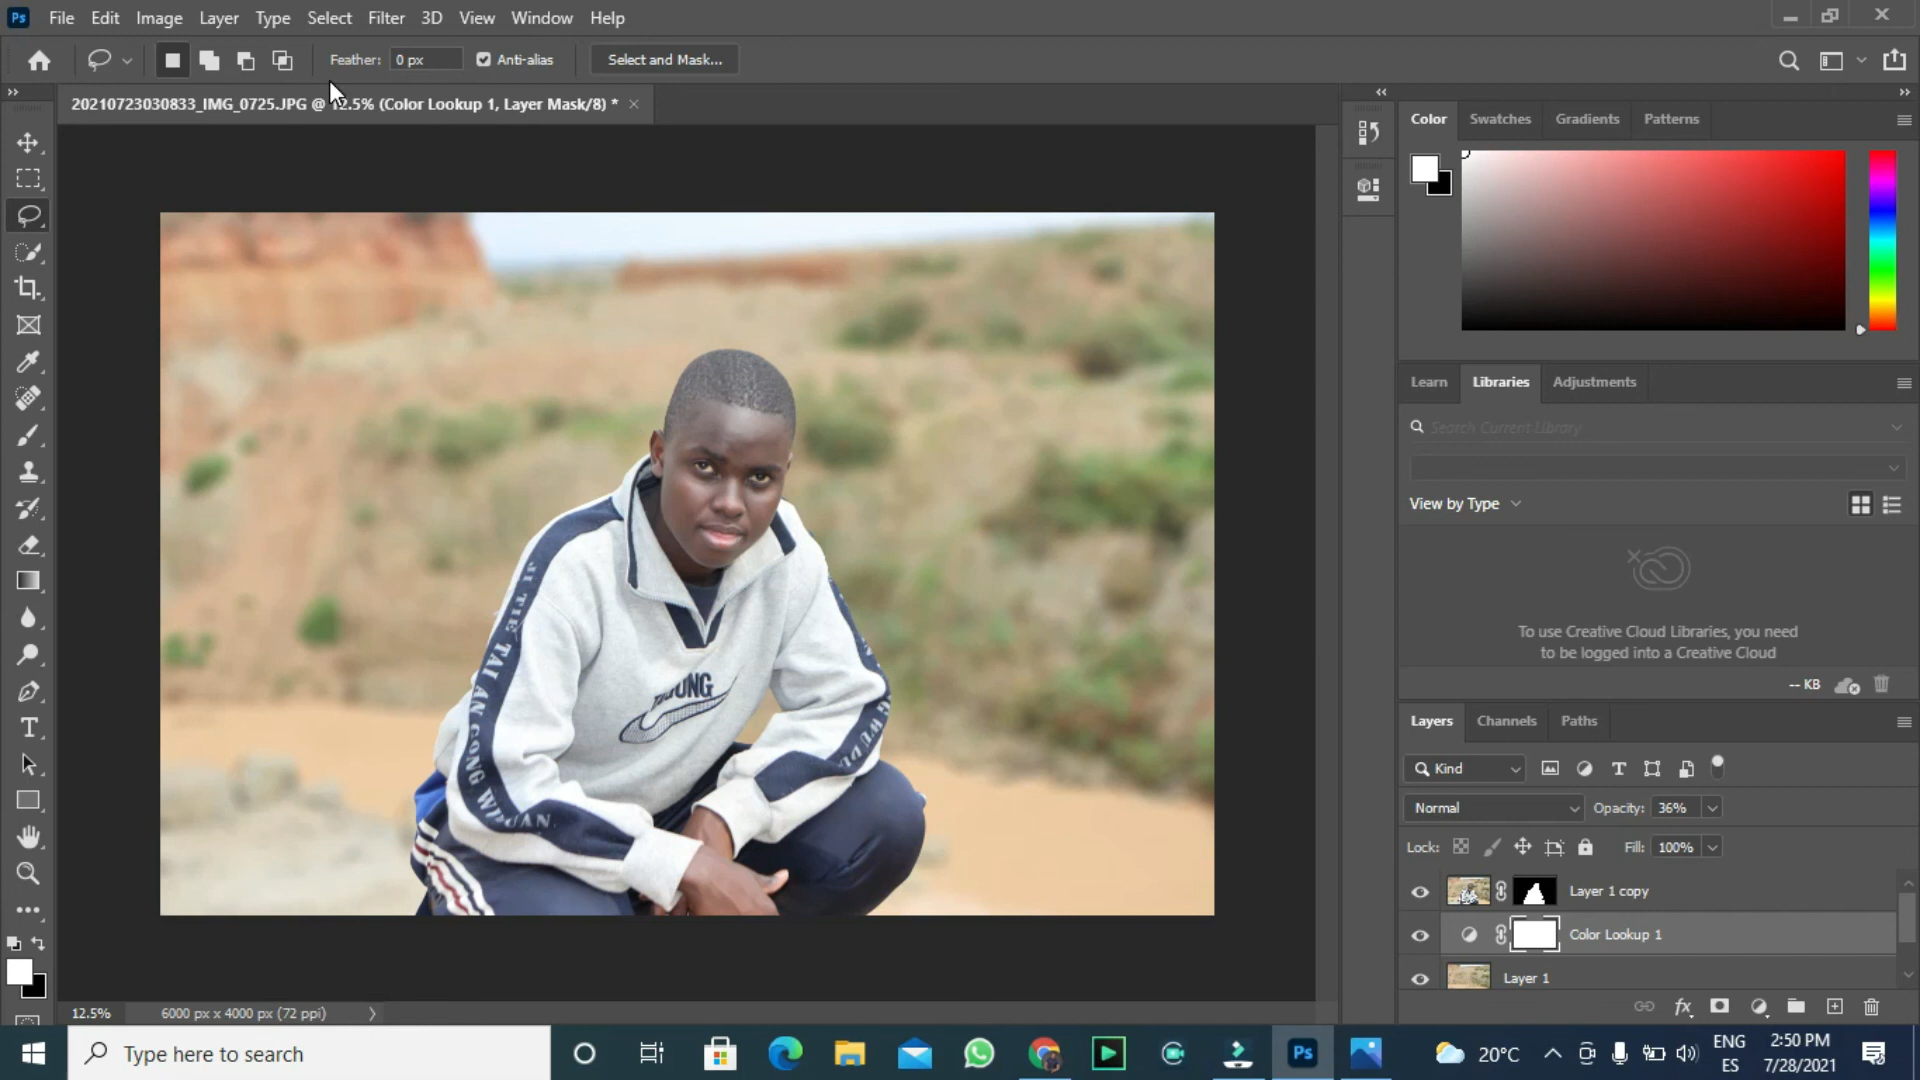 Ps File Edit Image Layer Type Select Filter 3D View Window Help
Feather: 0 px Anti-alias Select and Mask...
20210723030833_IMG_0725.JPG @ 12.5% (Color Lookup 1, Layer Mask/8) * ×
Color Swatches Gradients Patterns
Learn Libraries Adjustments
Search Current Library
View by Type
To use Creative Cloud Libraries, you need
to be logged into a Creative Cloud
-- KB
Layers Channels Paths
Kind
Normal Opacity: 36%
Lock: Fill: 100%
Layer 1 copy
Color Lookup 1
Layer 1
12.5% 6000 px x 4000 px (72 ppi)
Type here to search
Ps
20°C
ENG
ES
2:50 PM
7/28/2021